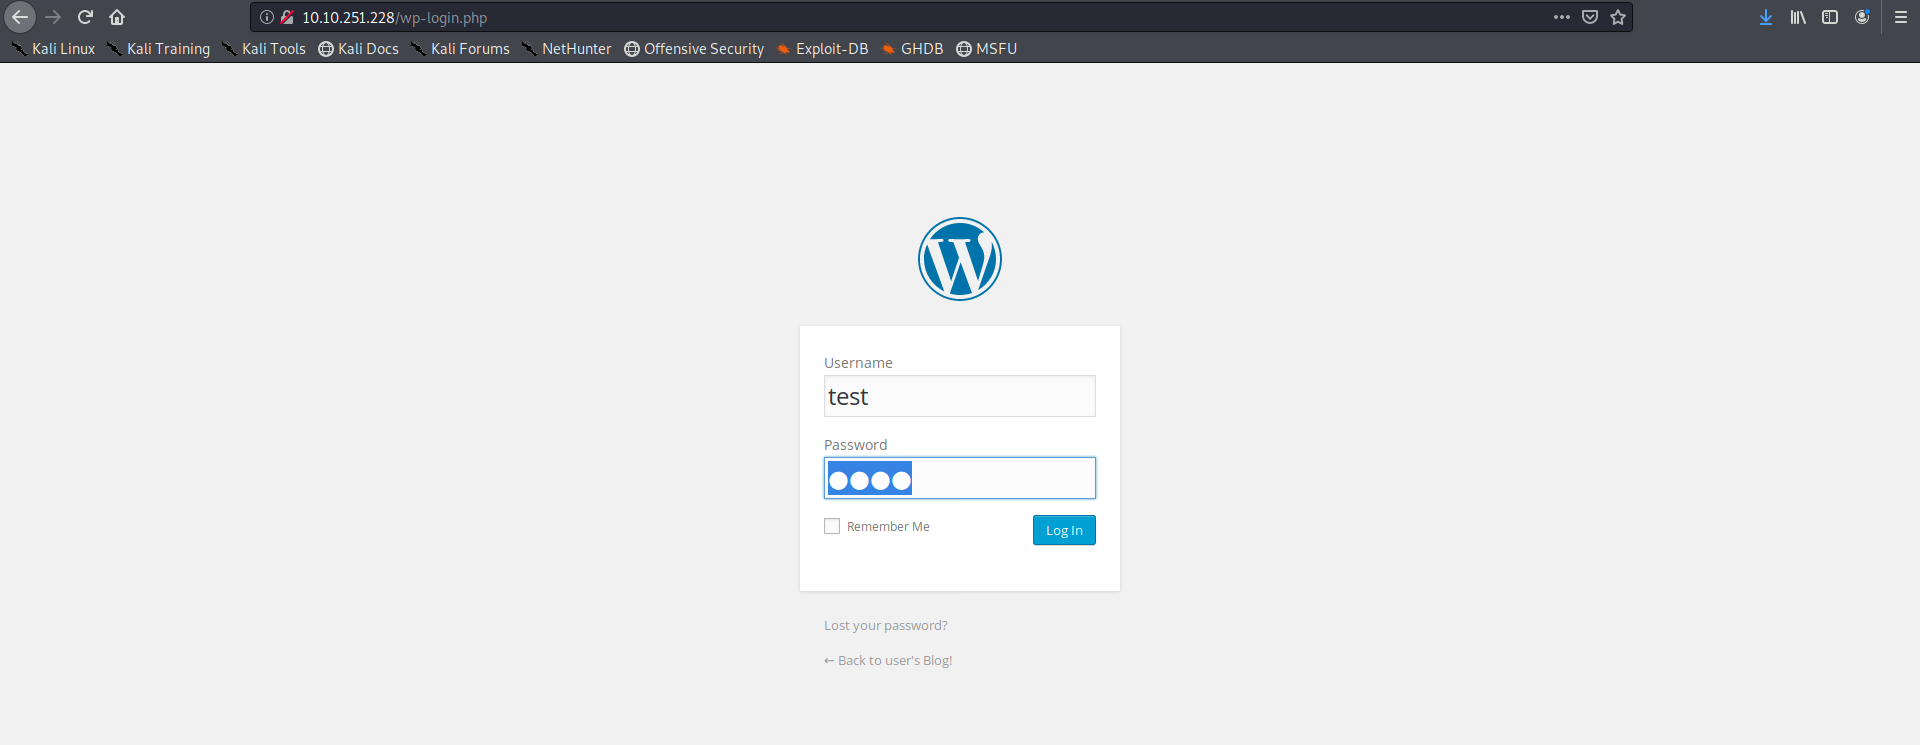 10.10.251.228/wp-login.php
Kali Linux Kali Training Kali Tools Kali Docs Kali Forums NetHunter Offensive Security Exploit-DB GHDB MSFU
Username
test
Password
Remember Me Log In
Lost your password?
← Back to user's Blog!